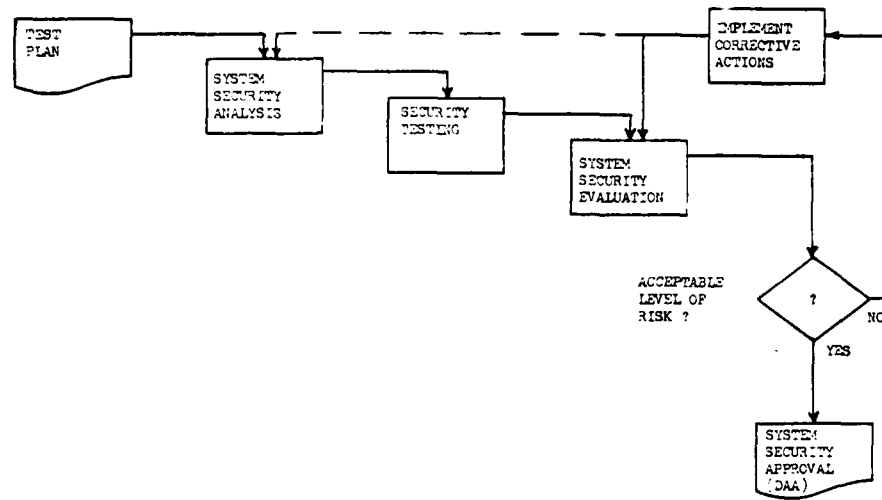 TEST
PLAN
IMPLEMENT
CORRECTIVE
ACTIONS
SYSTEM
SECURITY
ANALYSIS
SECURITY
TESTING
SYSTEM
SECURITY
EVALUATION
ACCEPTABLE
LEVEL OF
RISK ?
?
NO
YES
SYSTEM
SECURITY
APPROVAL
(DAA)